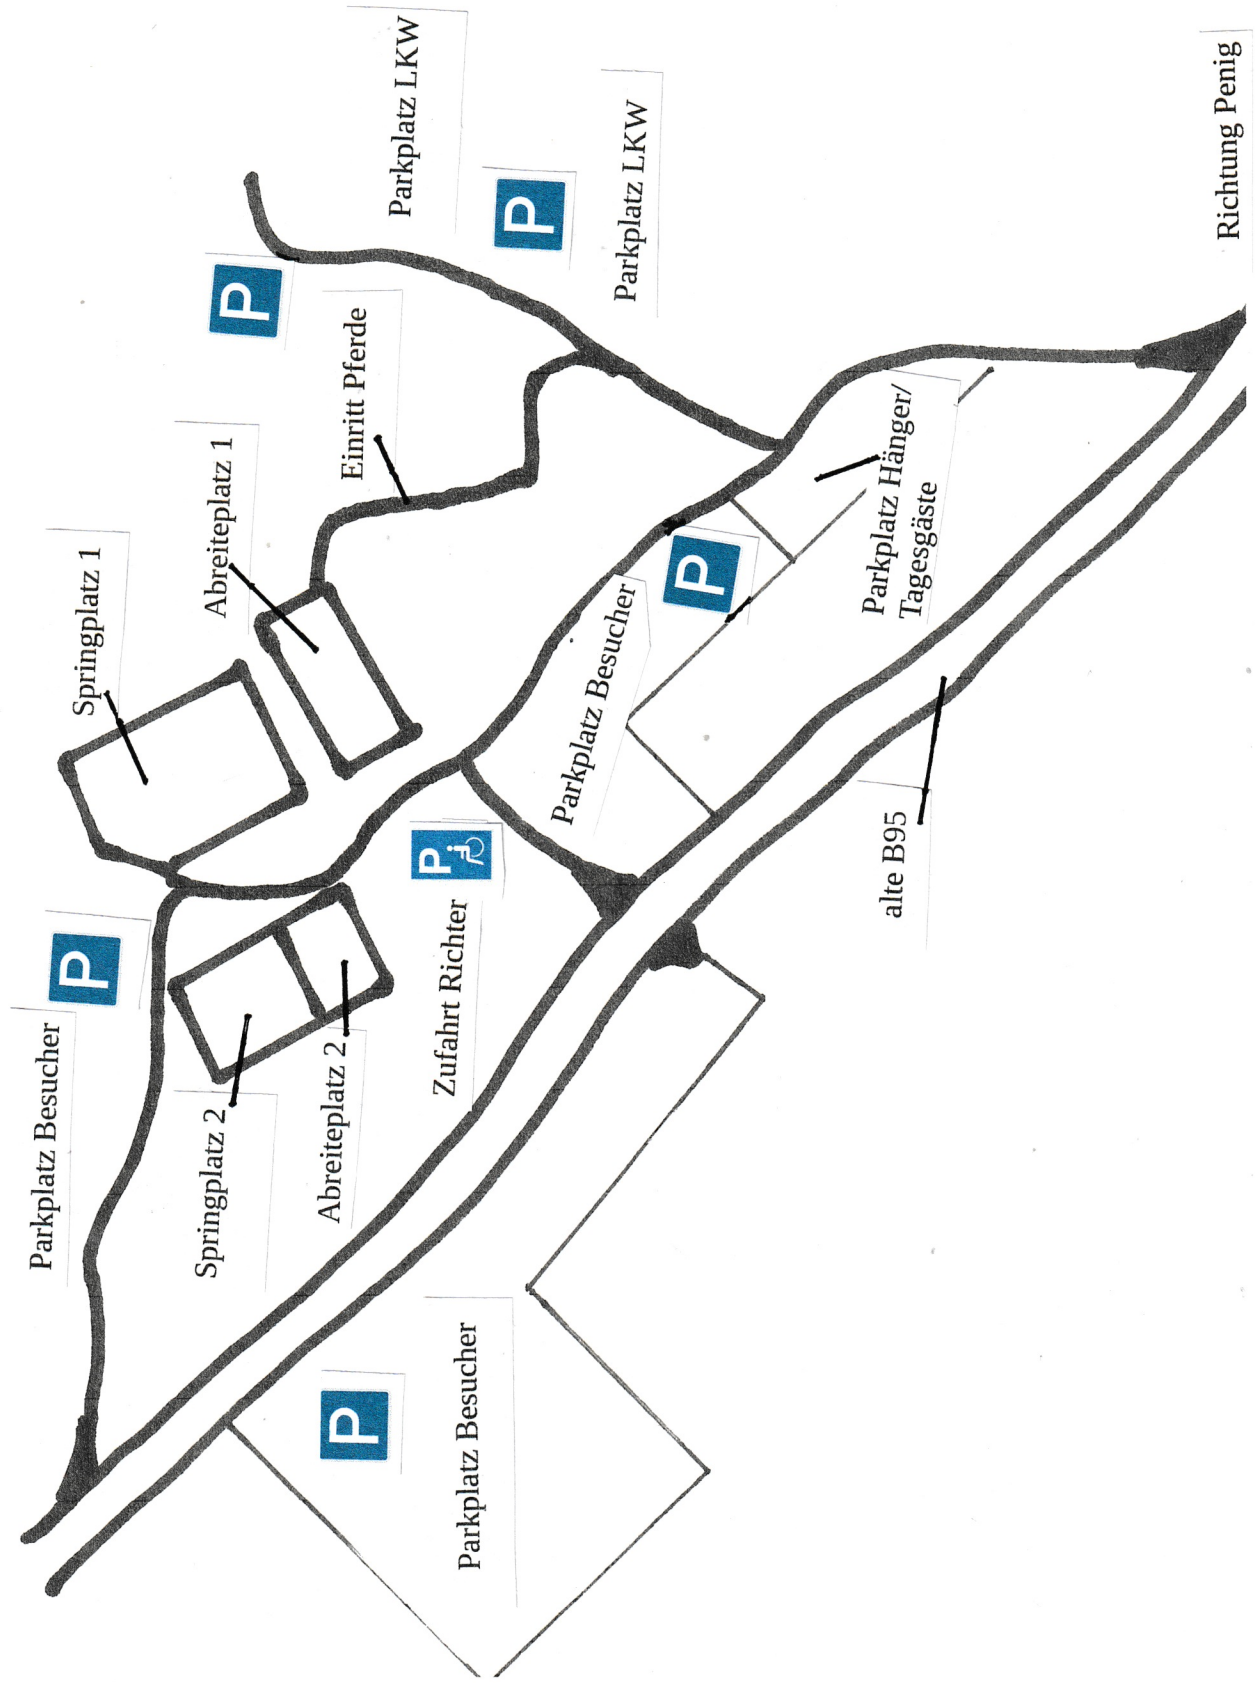 Parkplatz Besucher
P
Springplatz 1
Springplatz 2
Abreiteplatz 1
P
Abreiteplatz 2
Einritt Pferde
P
Parkplatz LKW
Zufahrt Richter
P
Parkplatz Besucher
P
Parkplatz Besucher
Parkplatz LKW
P
Parkplatz Hänger/
Tagesgäste
alte B95
Richtung Penig